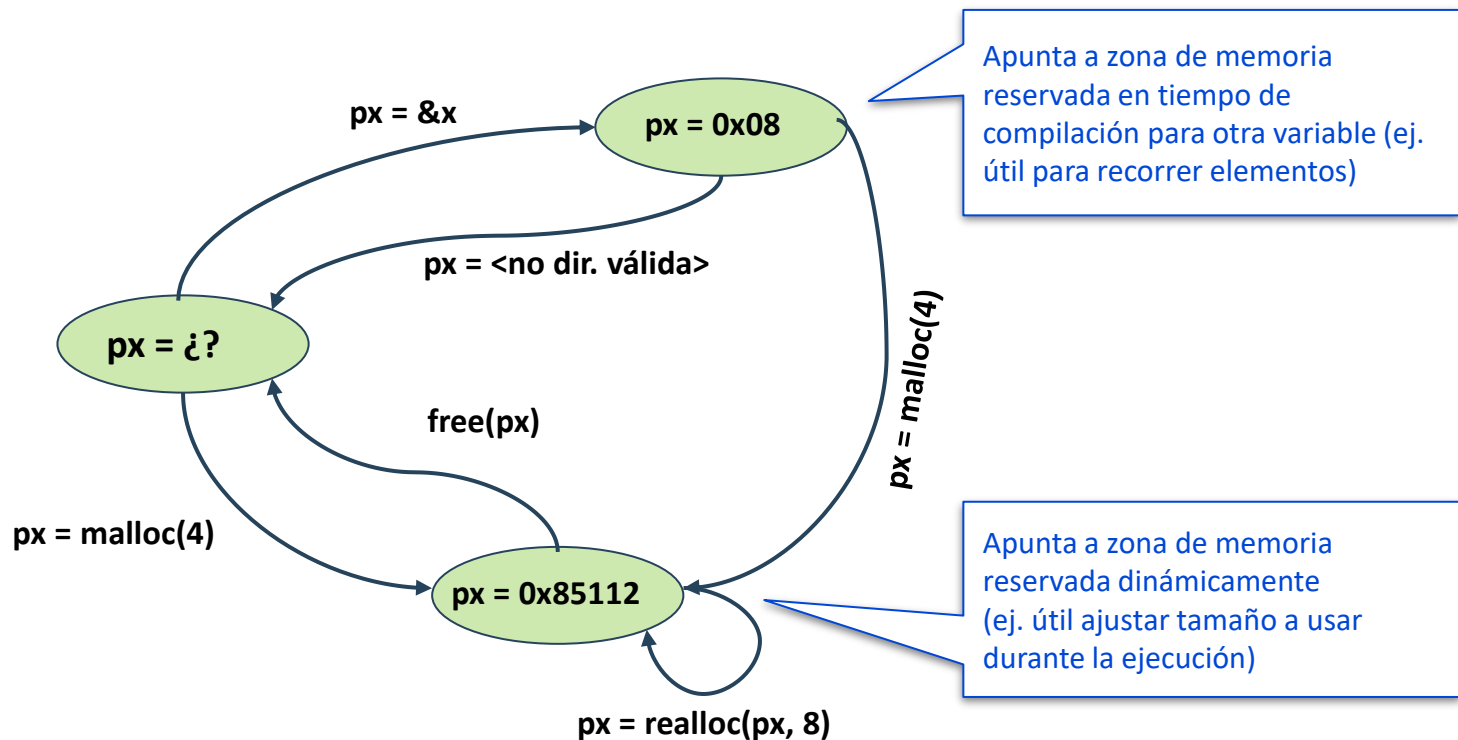 px = &x
px = 0x08
Apunta a zona de memoria
reservada en tiempo de
compilación para otra variable (ej.
útil para recorrer elementos)
px = <no dir. válida>
px = ¿?
px = malloc(4)
free(px)
px = malloc(4)
px = 0x85112
Apunta a zona de memoria
reservada dinámicamente
(ej. útil ajustar tamaño a usar
durante la ejecución)
px = realloc(px, 8)